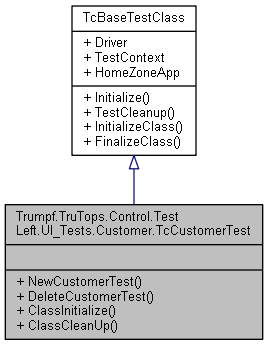 TcBaseTestClass
+ Driver
+ TestContext
+ HomeZoneApp
+ Initialize()
+ TestCleanup()
+ InitializeClass()
+ FinalizeClass()
Trumpf.TruTops.Control.Test
Left.UI_Tests.Customer.TcCustomerTest
+ NewCustomerTest()
+ DeleteCustomerTest()
+ ClassInitialize()
+ ClassCleanUp()